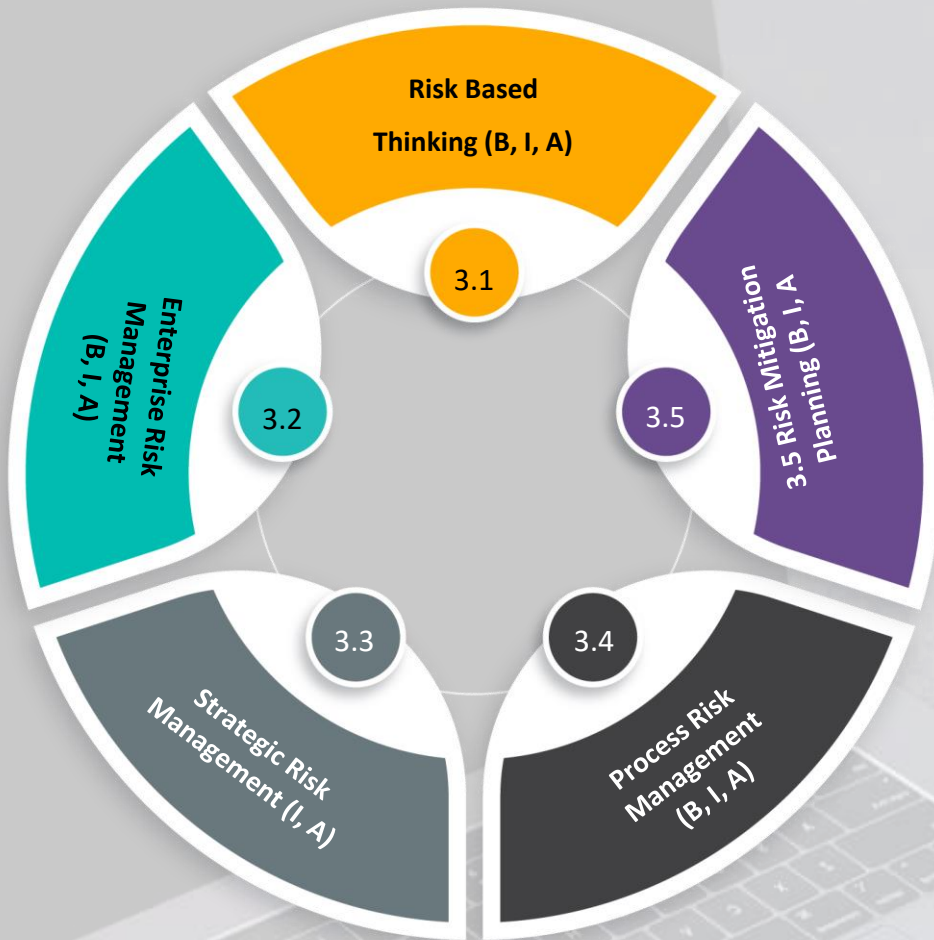 Risk Based
Thinking (B, I, A)
3.1
Enterprise Risk
Management
(B, I, A)
3.2
Strategic Risk
Management (I, A)
3.3
Process Risk
Management
(B, I, A)
3.4
3.5 Risk Mitigation
Planning (B, I, A
3.5